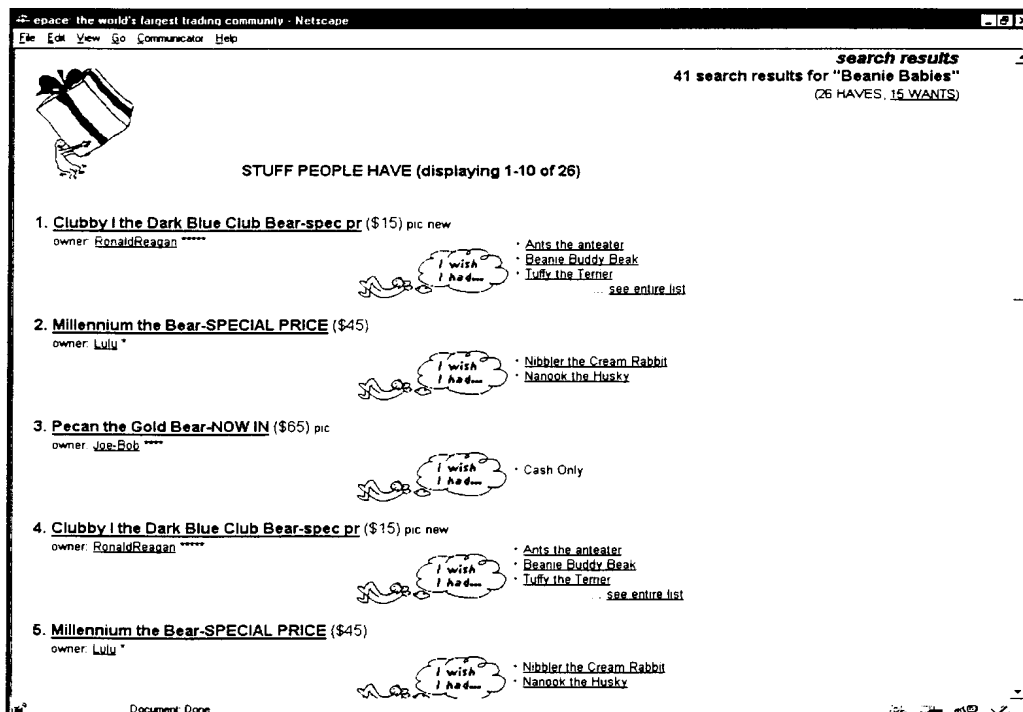 epace: the world's largest trading community - Netscape
File Edit View Go Communicator Help
search results
41 search results for "Beanie Babies"
(26 HAVES, 15 WANTS)
STUFF PEOPLE HAVE (displaying 1-10 of 26)
1. Clubby I the Dark Blue Club Bear-spec pr ($15) pic new
owner: RonaldReagan *****
I wish
I had...
· Ants the anteater
· Beanie Buddy Beak
· Tuffy the Terrier
... see entire list
2. Millennium the Bear-SPECIAL PRICE ($45)
owner: Lulu *
I wish
I had...
· Nibbler the Cream Rabbit
· Nanook the Husky
3. Pecan the Gold Bear-NOW IN ($65) pic
owner: Joe-Bob ****
I wish
I had...
· Cash Only
4. Clubby I the Dark Blue Club Bear-spec pr ($15) pic new
owner: RonaldReagan *****
I wish
I had...
· Ants the anteater
· Beanie Buddy Beak
· Tuffy the Terrier
... see entire list
5. Millennium the Bear-SPECIAL PRICE ($45)
owner: Lulu *
I wish
I had...
· Nibbler the Cream Rabbit
· Nanook the Husky
Document: Done